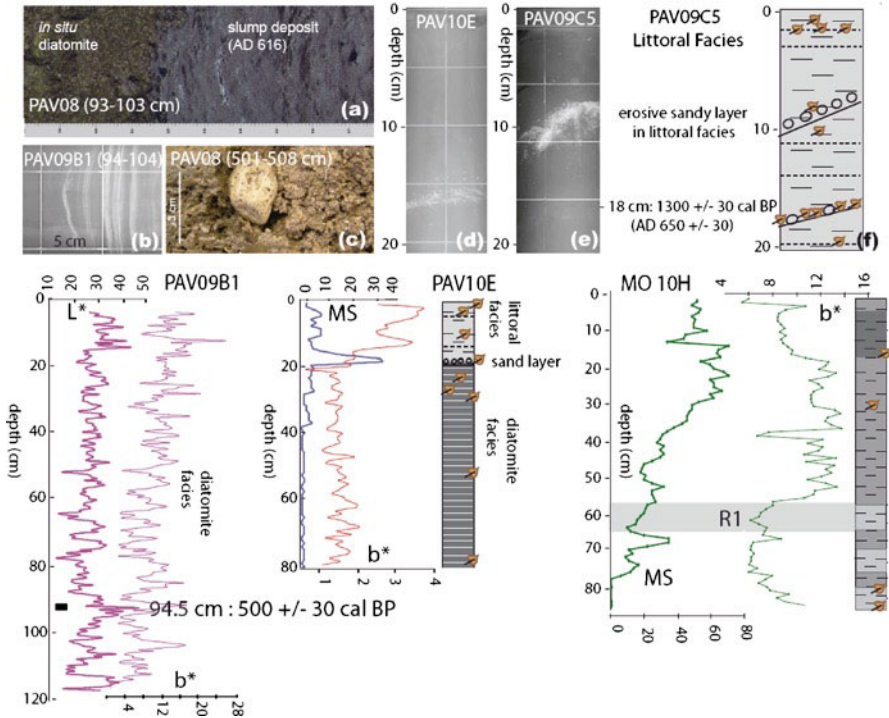 in situ
diatomite
slump deposit
(AD 616)
PAV08 (93-103 cm)
(a)
PAV09B1 (94-104)
5 cm
(b)
PAV08 (501-508 cm)
(c)
0
depth (cm)
10
20
PAV10E
(d)
0
depth (cm)
10
20
PAV09C5
(e)
PAV09C5
Littoral Facies
erosive sandy layer
in littoral facies
18 cm: 1300 +/- 30 cal BP
(AD 650 +/- 30)
0
10
20
(f)
PAV09B1
10 20 30 40 50
L*
0
20
40
60
80
100
120
depth (cm)
diatomite
facies
94.5 cm : 500 +/- 30 cal BP
b*
4 12 20 28
PAV10E
0 10 20 30 40
MS
0
20
40
60
80
depth (cm)
b*
1 2 3 4
littoral
facies
sand layer
diatomite
facies
MO 10H
4 8 12 16
b*
0
10
20
30
40
50
60
70
80
depth (cm)
R1
MS
0 20 40 60 80